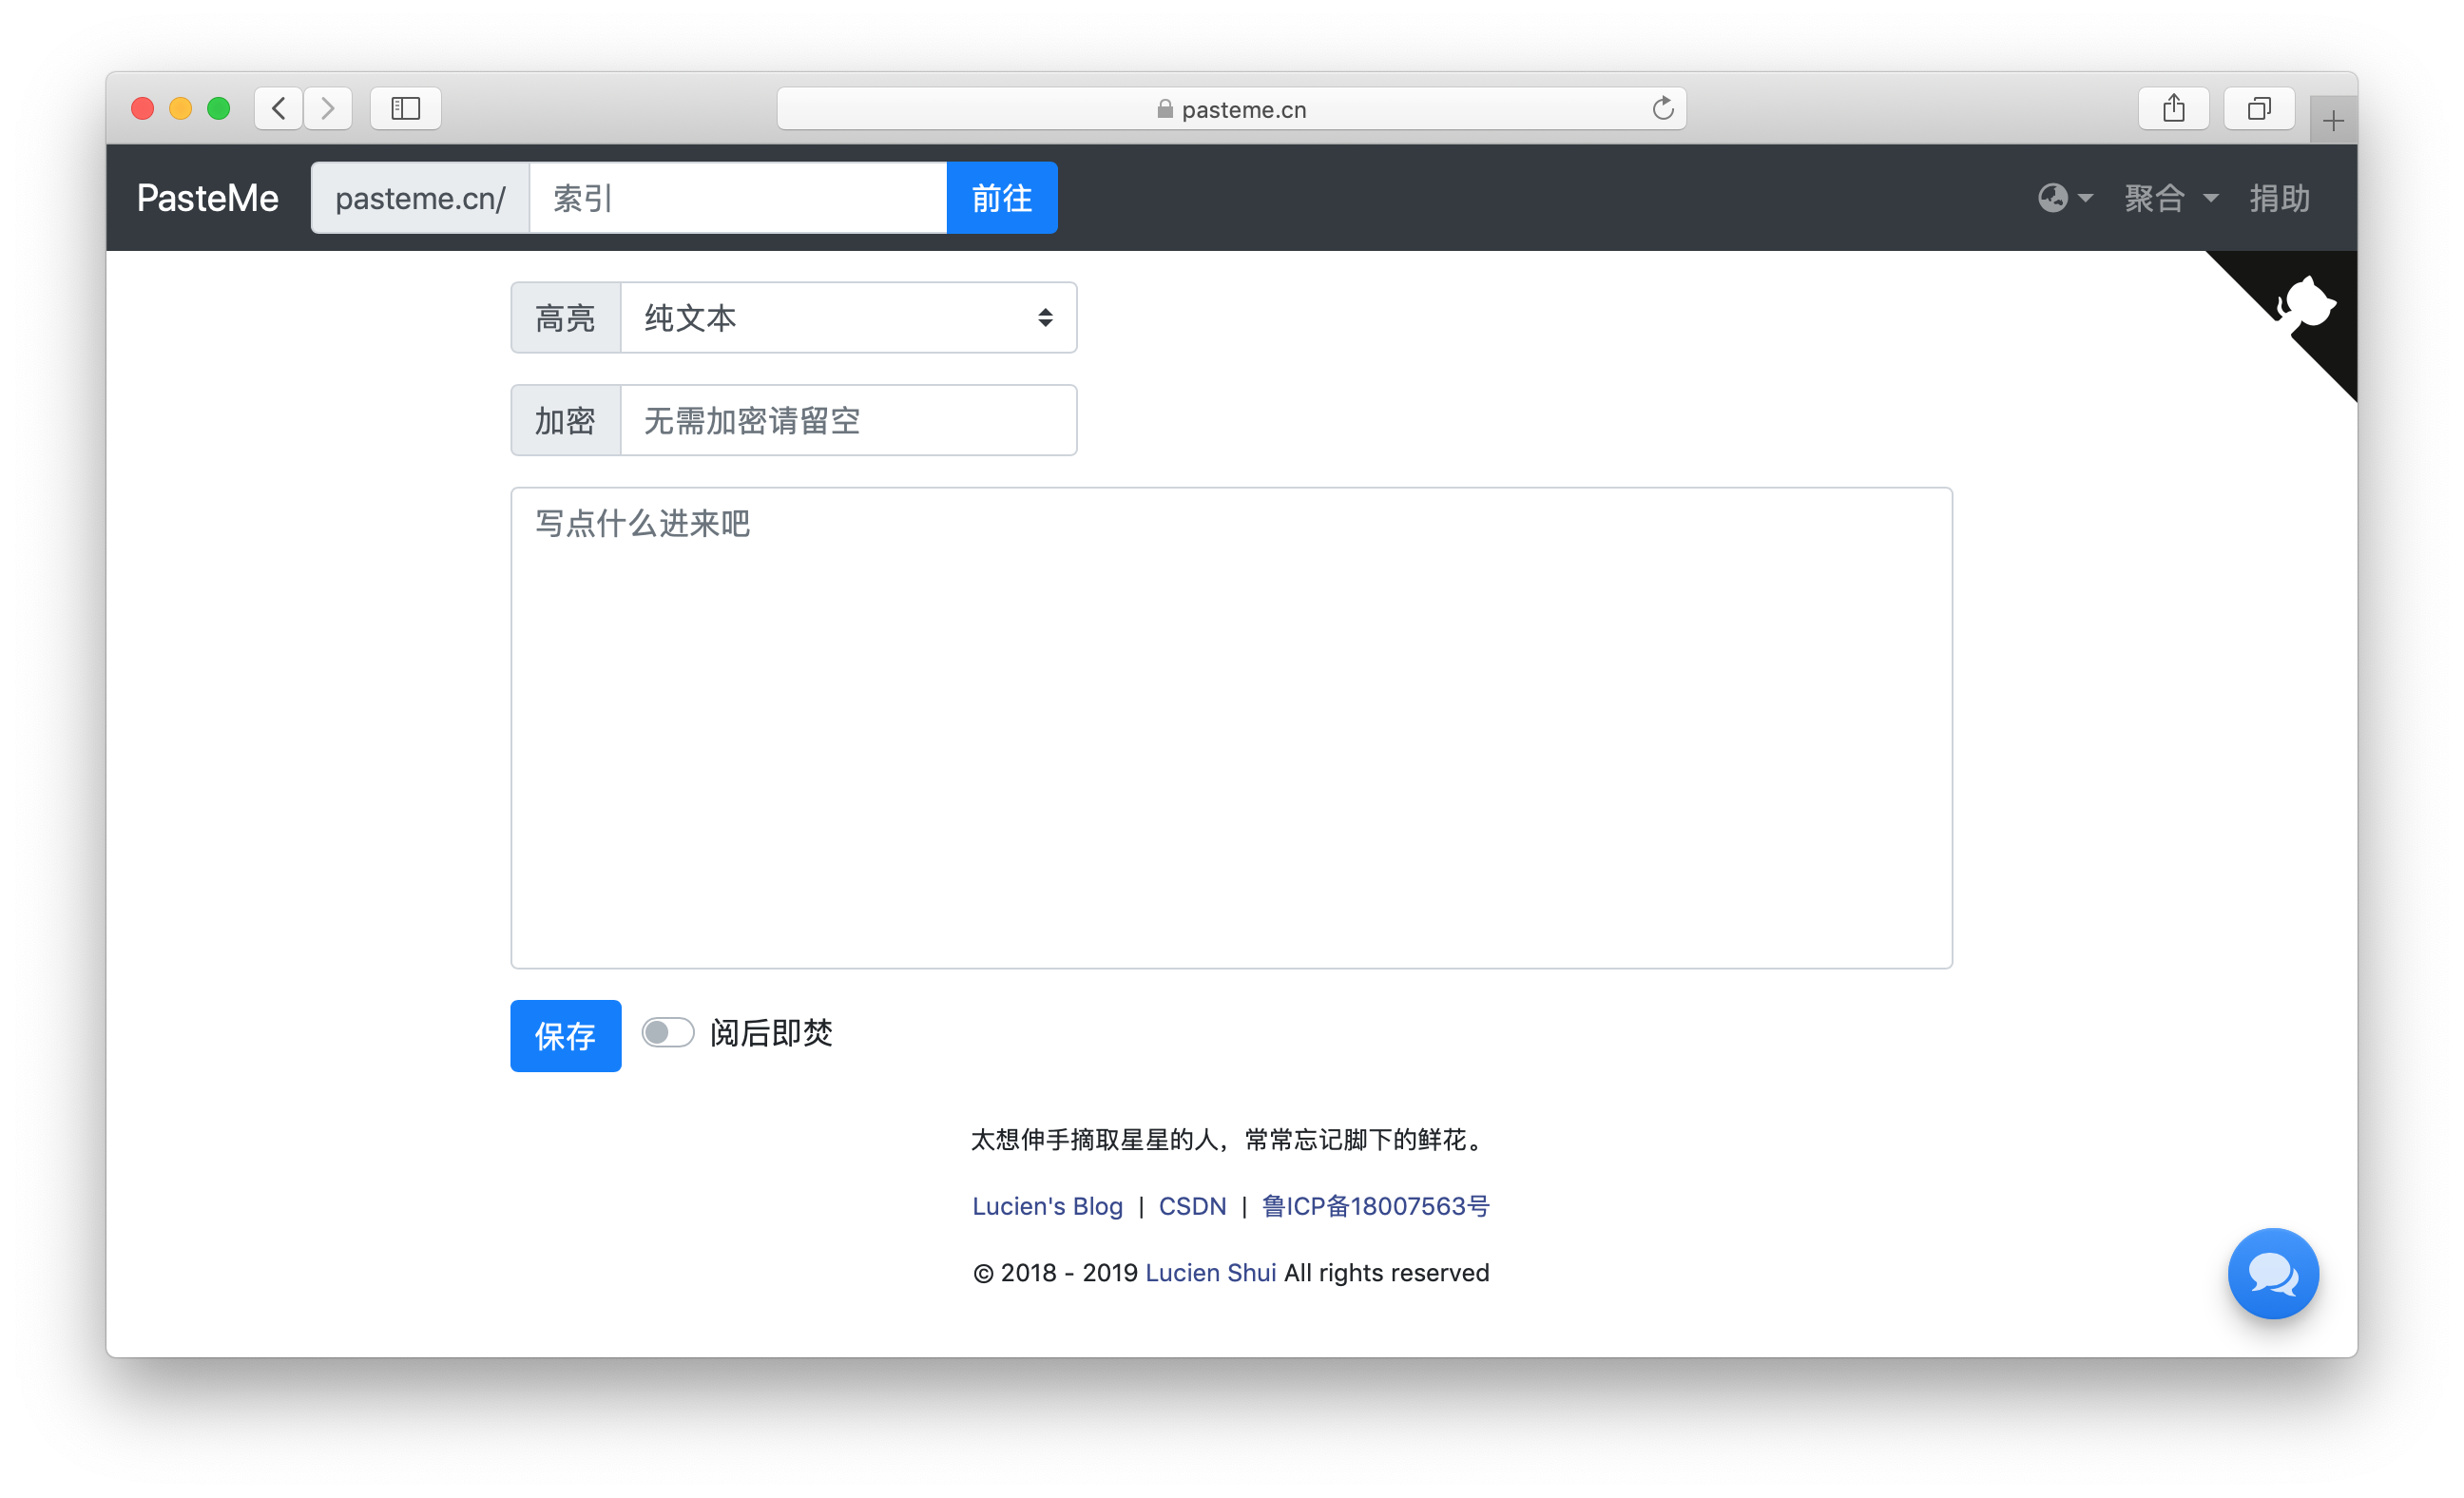 pasteme.cn
PasteMe pasteme.cn/ 索引 前往 聚合 捐助
高亮 纯文本
加密 无需加密请留空
写点什么进来吧
保存 阅后即焚
太想伸手摘取星星的人，常常忘记脚下的鲜花。
Lucien's Blog | CSDN | 鲁ICP备18007563号
© 2018 - 2019 Lucien Shui All rights reserved